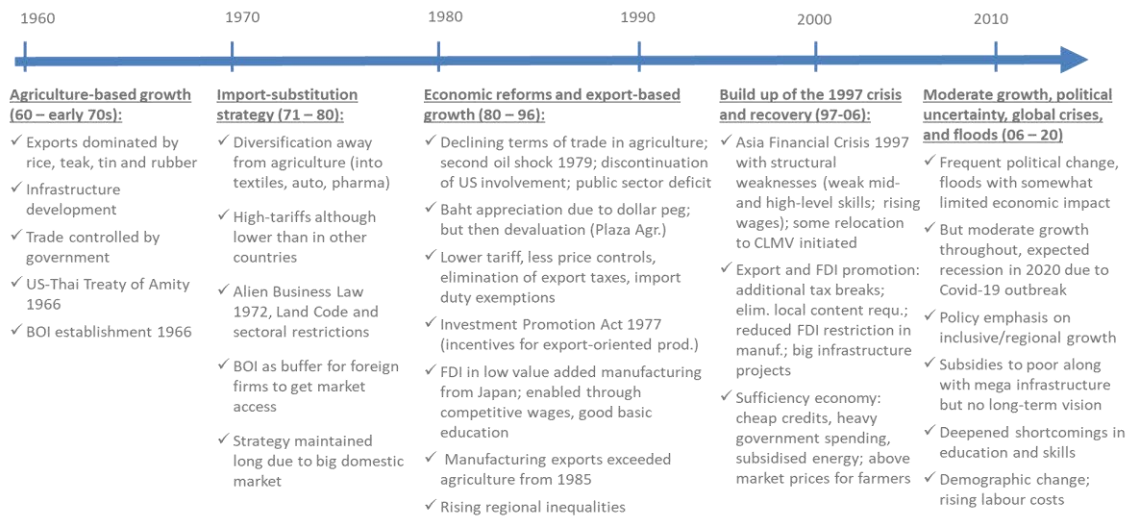 1960
1970
1980
1990
2000
2010
Agriculture-based growth
(60 – early 70s):
✓ Exports dominated by
rice, teak, tin and rubber
✓ Infrastructure
development
✓ Trade controlled by
government
✓ US-Thai Treaty of Amity
1966
✓ BOI establishment 1966
Import-substitution
strategy (71 – 80):
✓ Diversification away
from agriculture (into
textiles, auto, pharma)
✓ High-tariffs although
lower than in other
countries
✓ Alien Business Law
1972, Land Code and
sectoral restrictions
✓ BOI as buffer for foreign
firms to get market
access
✓ Strategy maintained
long due to big domestic
market
Economic reforms and export-based
growth (80 – 96):
✓ Declining terms of trade in agriculture;
second oil shock 1979; discontinuation
of US involvement; public sector deficit
✓ Baht appreciation due to dollar peg;
but then devaluation (Plaza Agr.)
✓ Lower tariff, less price controls,
elimination of export taxes, import
duty exemptions
✓ Investment Promotion Act 1977
(incentives for export-oriented prod.)
✓ FDI in low value added manufacturing
from Japan; enabled through
competitive wages, good basic
education
✓ Manufacturing exports exceeded
agriculture from 1985
✓ Rising regional inequalities
Build up of the 1997 crisis
and recovery (97-06):
✓ Asia Financial Crisis 1997
with structural
weaknesses (weak mid-
and high-level skills; rising
wages); some relocation
to CLMV initiated
✓ Export and FDI promotion:
additional tax breaks;
elim. local content requ.;
reduced FDI restriction in
manuf.; big infrastructure
projects
✓ Sufficiency economy:
cheap credits, heavy
government spending,
subsidised energy; above
market prices for farmers
Moderate growth, political
uncertainty, global crises,
and floods (06 – 20)
✓ Frequent political change,
floods with somewhat
limited economic impact
✓ But moderate growth
throughout, expected
recession in 2020 due to
Covid-19 outbreak
✓ Policy emphasis on
inclusive/regional growth
✓ Subsidies to poor along
with mega infrastructure
but no long-term vision
✓ Deepened shortcomings in
education and skills
✓ Demographic change;
rising labour costs